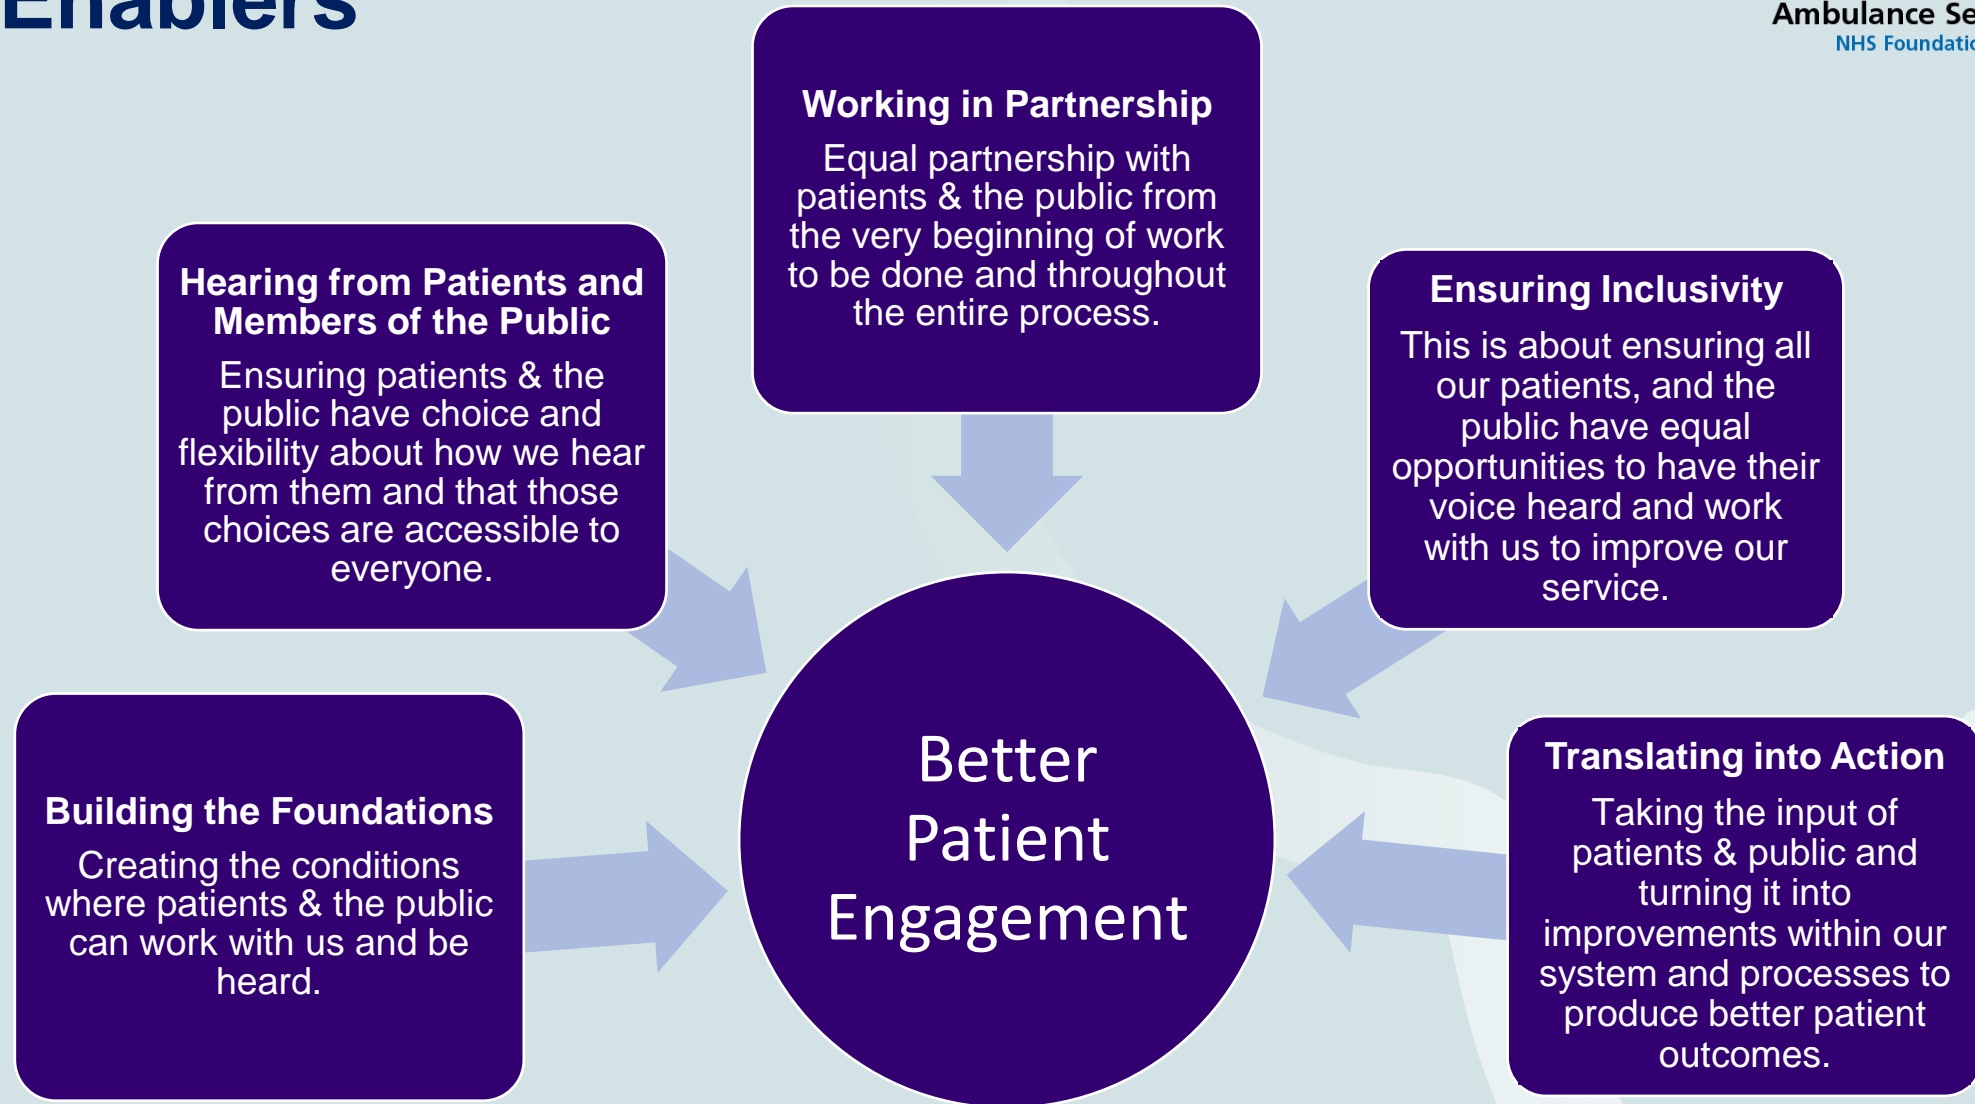 Enablers
Ambulance Se
NHS Foundatio
Working in Partnership
Equal partnership with
patients & the public from
the very beginning of work
to be done and throughout
the entire process.
Hearing from Patients and
Members of the Public
Ensuring patients & the
public have choice and
flexibility about how we hear
from them and that those
choices are accessible to
everyone.
Ensuring Inclusivity
This is about ensuring all
our patients, and the
public have equal
opportunities to have their
voice heard and work
with us to improve our
service.
Building the Foundations
Creating the conditions
where patients & the public
can work with us and be
heard.
Better
Patient
Engagement
Translating into Action
Taking the input of
patients & public and
turning it into
improvements within our
system and processes to
produce better patient
outcomes.